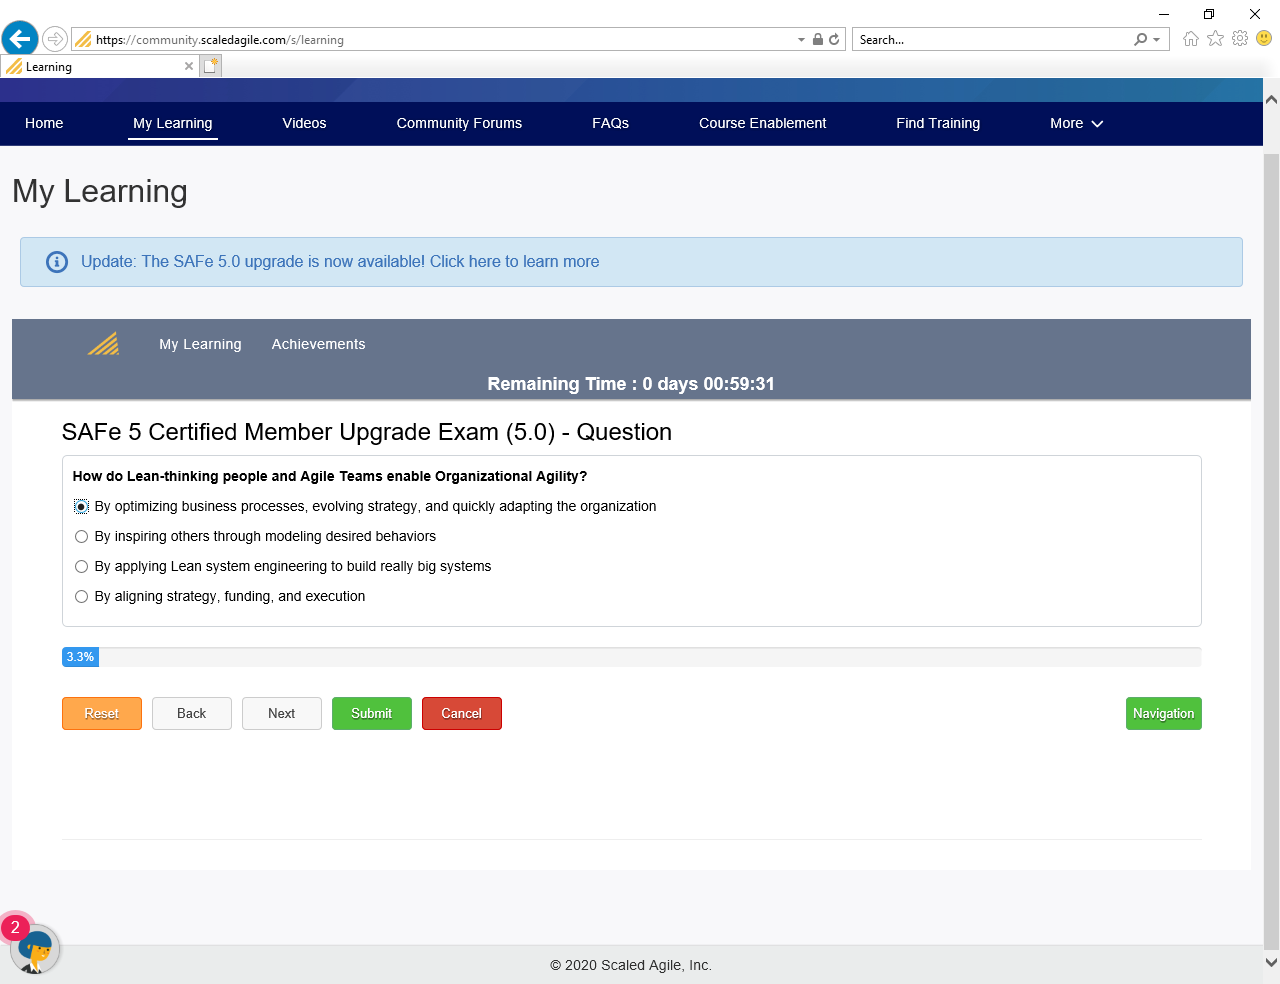 https://community.scaledagile.com/s/learning
Search...
Learning
Home
My Learning
Videos
Community Forums
FAQs
Course Enablement
Find Training
More
My Learning
Update: The SAFe 5.0 upgrade is now available! Click here to learn more
My Learning
Achievements
Remaining Time : 0 days 00:59:31
SAFe 5 Certified Member Upgrade Exam (5.0) - Question
How do Lean-thinking people and Agile Teams enable Organizational Agility?
By optimizing business processes, evolving strategy, and quickly adapting the organization
By inspiring others through modeling desired behaviors
By applying Lean system engineering to build really big systems
By aligning strategy, funding, and execution
3.3%
Reset
Back
Next
Submit
Cancel
Navigation
2
© 2020 Scaled Agile, Inc.